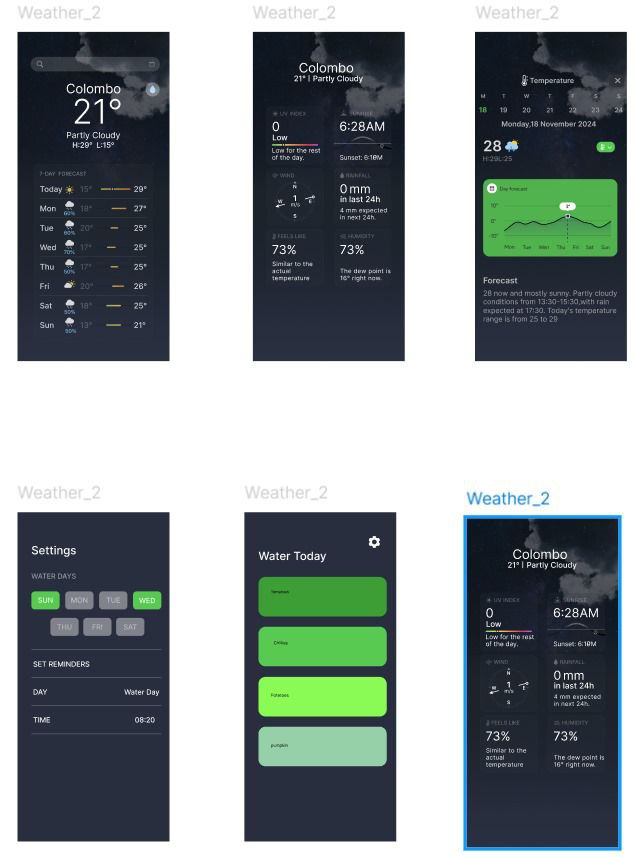 Weather_2
Colombo
21°
Partly Cloudy
H:29° L:15°
7-DAY FORECAST
Today 15° 29°
Mon 60% 18° 27°
Tue 60% 20° 25°
Wed 70% 17° 25°
Thu 50% 17° 25°
Fri 20° 26°
Sat 50% 18° 25°
Sun 50% 13° 21°
Weather_2
Colombo
21° | Partly Cloudy
UV INDEX
0
Low
Low for the rest
of the day.
SUNRISE
6:28AM
Sunset: 6:18M
WIND
N
W 1 E
m/s
S
RAINFALL
0 mm
in last 24h
4 mm expected
in next 24h.
FEELS LIKE
73%
Similar to the
actual
temperature
HUMIDITY
73%
The dew point is
16° right now.
Weather_2
Temperature
M T W T F S S
18 19 20 21 22 23 24
Monday,18 November 2024
28
H:29L:25
Day forecast
10°
0°
-10°
Mon Tue Wed Thu Fri Sat Sun
Forecast
28 now and mostly sunny. Partly cloudy
conditions from 13:30-15:30,with rain
expected at 17:30. Today's temperature
range is from 25 to 29
Weather_2
Settings
WATER DAYS
SUN MON TUE WED
THU FRI SAT
SET REMINDERS
DAY Water Day
TIME 08:20
Weather_2
Water Today
Tomatoes
Chillies
Potatoes
pumpkin
Weather_2
Colombo
21° | Partly Cloudy
UV INDEX
0
Low
Low for the rest
of the day.
SUNRISE
6:28AM
Sunset: 6:18M
WIND
N
W 1 E
m/s
S
RAINFALL
0 mm
in last 24h
4 mm expected
in next 24h.
FEELS LIKE
73%
Similar to the
actual
temperature
HUMIDITY
73%
The dew point is
16° right now.